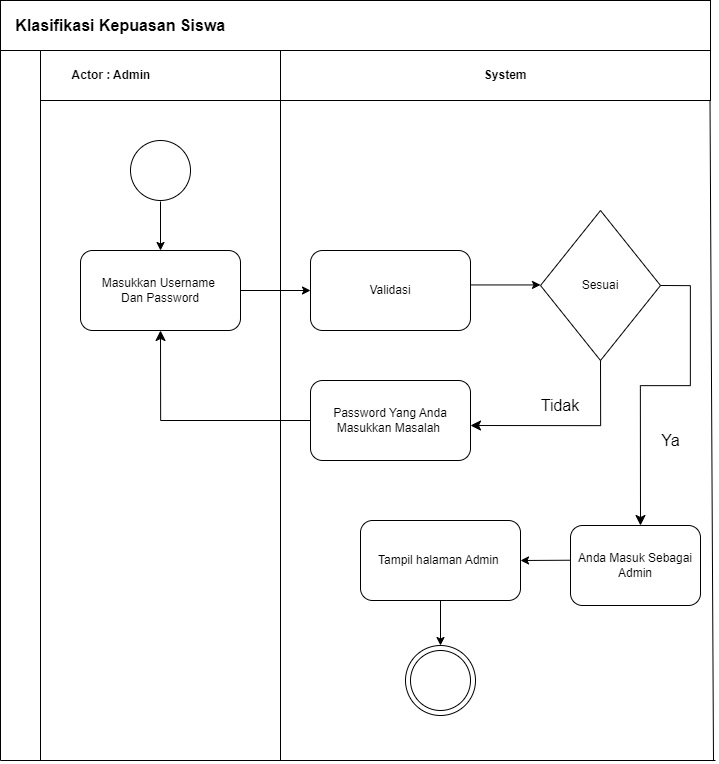 Klasifikasi Kepuasan Siswa
Actor : Admin
System
Masukkan Username
Dan Password
Validasi
Sesuai
Password Yang Anda
Masukkan Masalah
Tidak
Ya
Tampil halaman Admin
Anda Masuk Sebagai
Admin